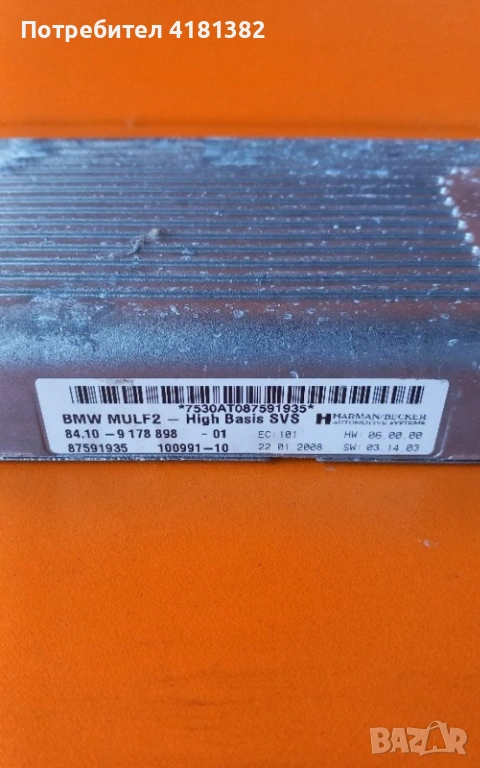 Потребител 4181382
*7530AT087591935*
BMW MULF2 - High Basis SVS
HARMAN/BECKER
AUTOMOTIVE SYSTEMS
84.10 - 9 178 898 - 01 EC: 101 HW: 06.00.00
87591935 100991-10 22.01.2008 SW: 03.14.03
BAZAR